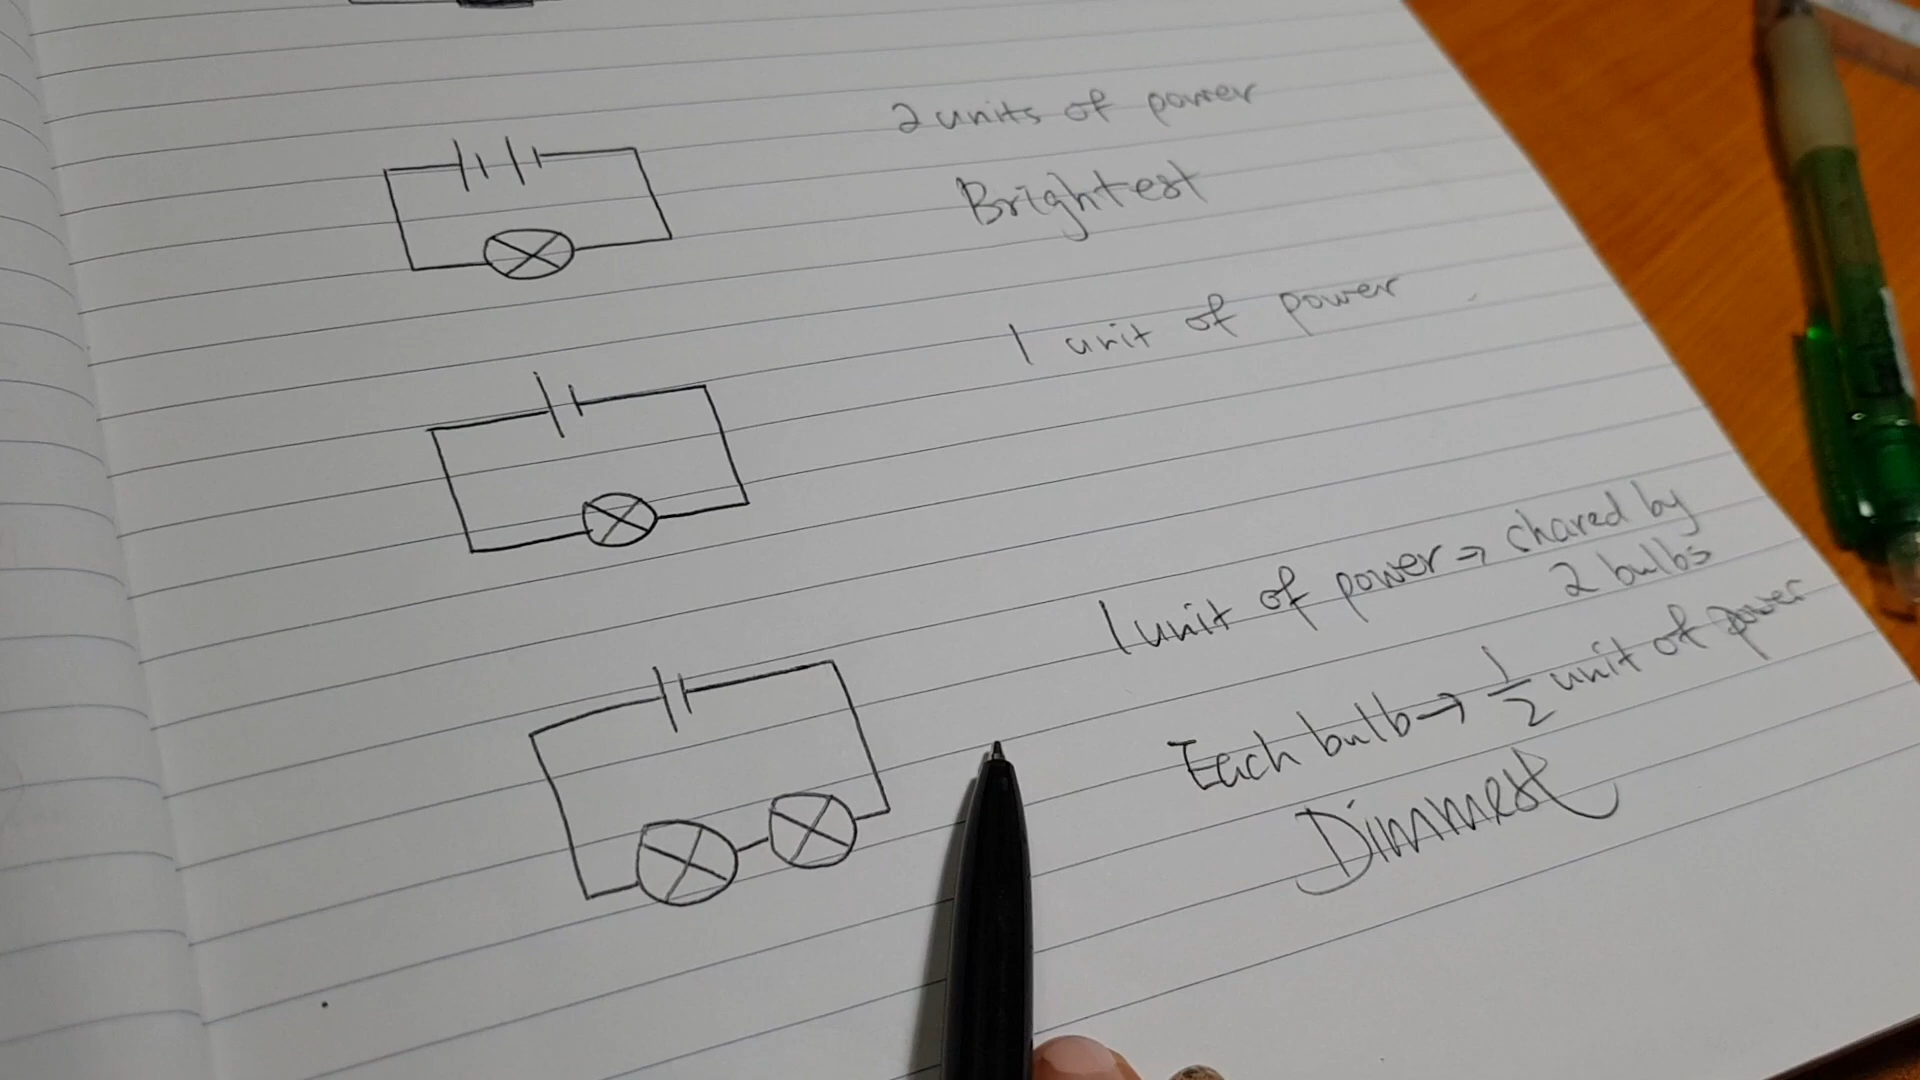 2 units of power
Brightest
1 unit of power
1 unit of power ⇒ chared by
2 bulbs
Each bulb → 1/2 unit of power
Dimmest